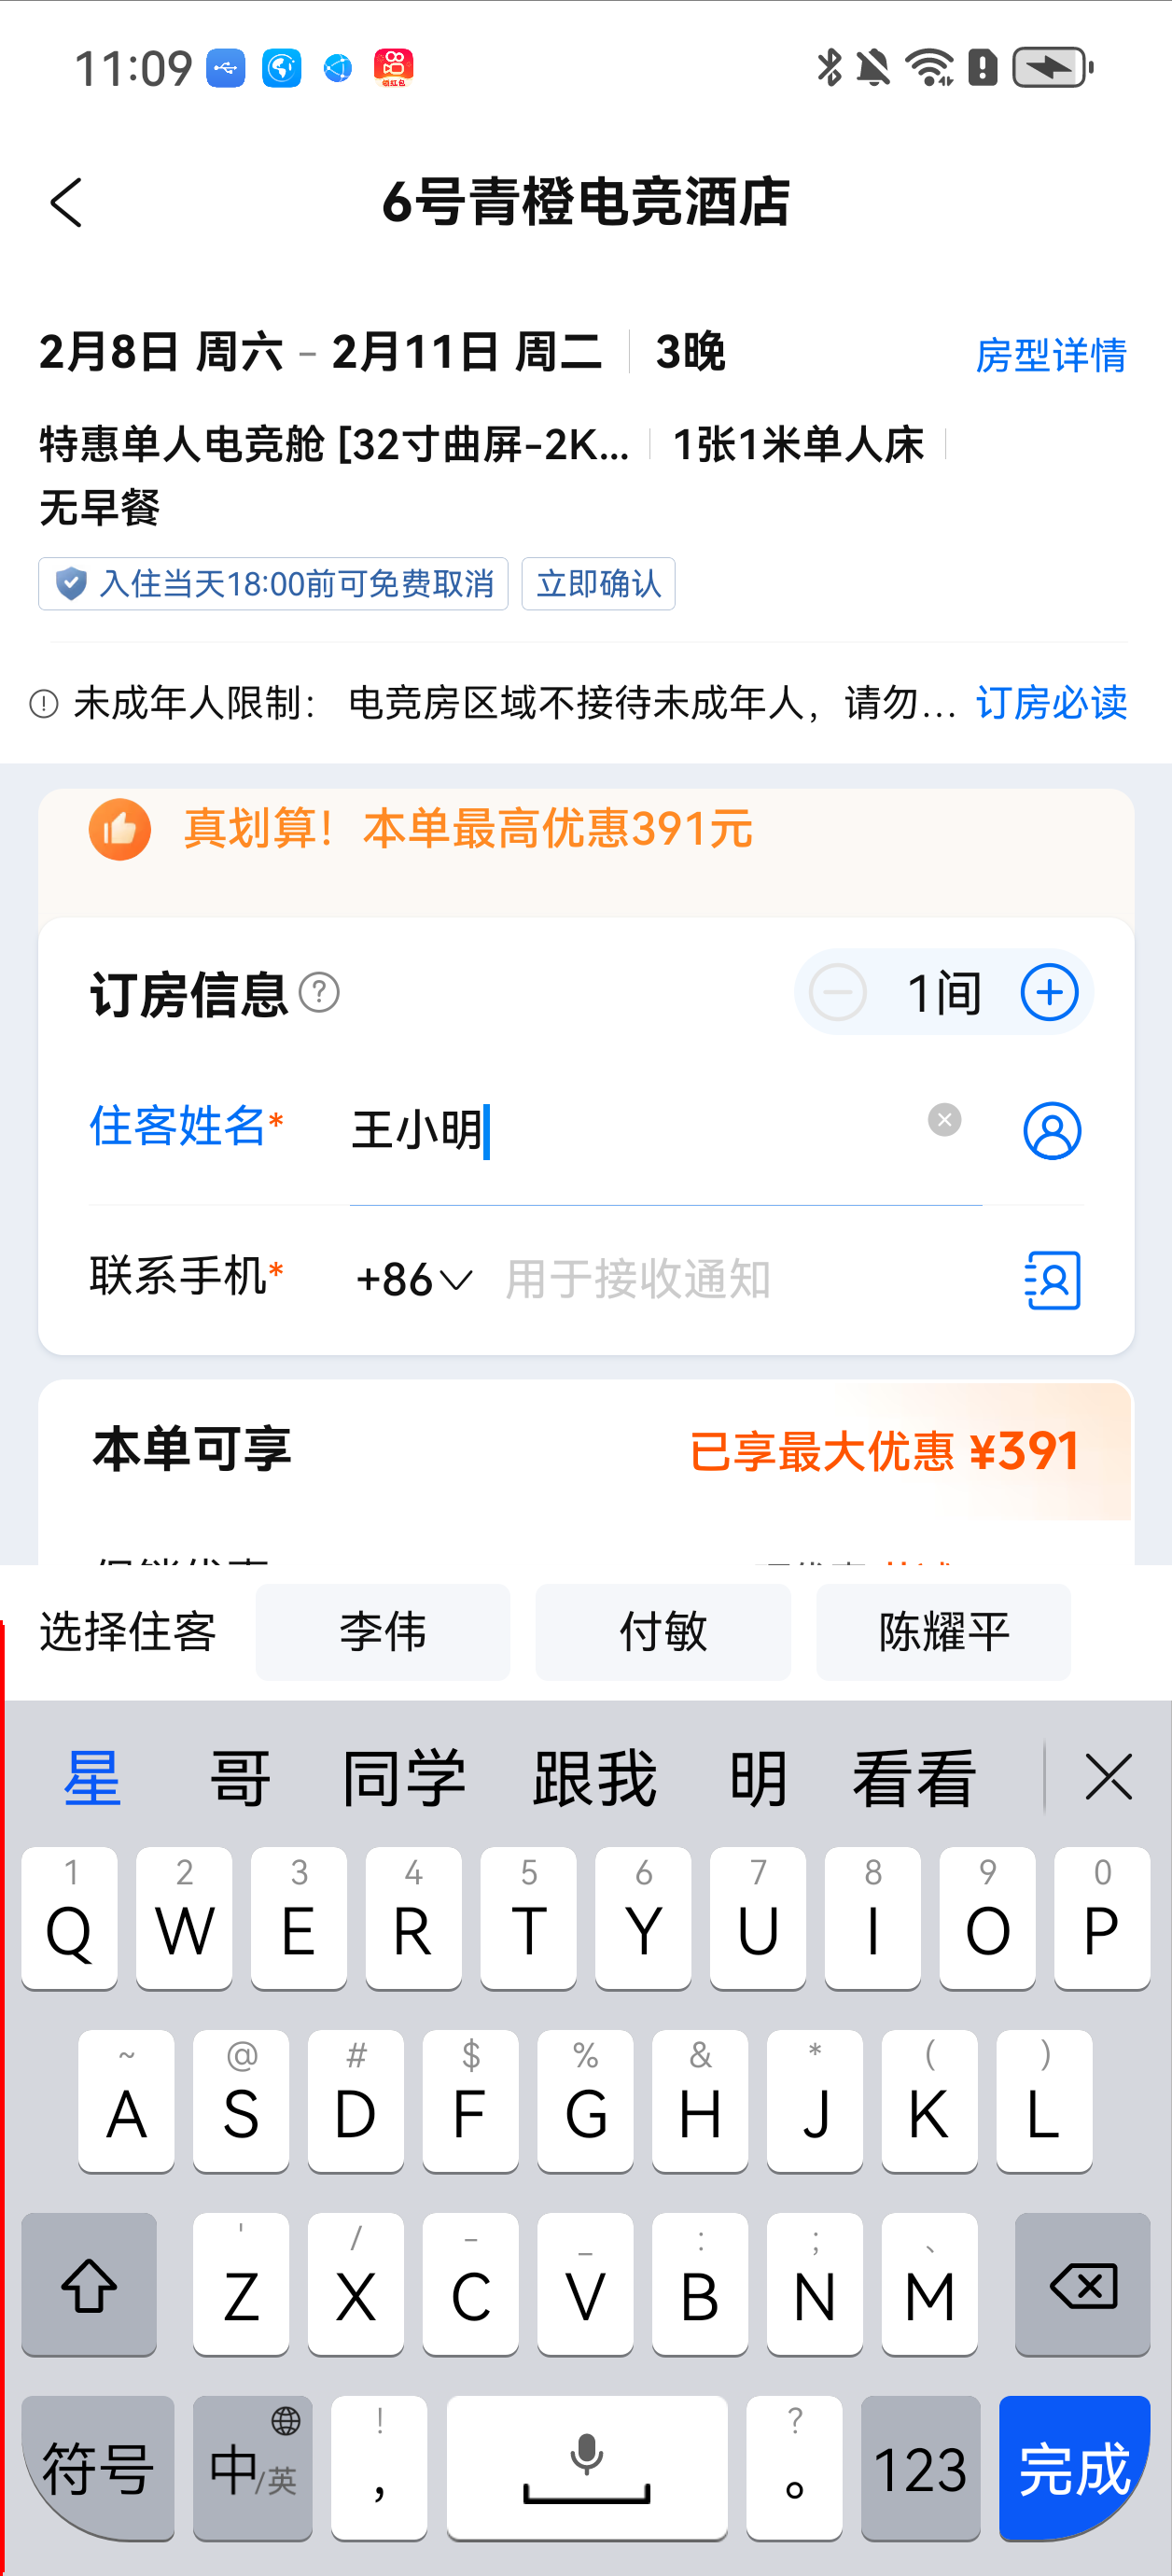 11:09
领红包
6号青橙电竞酒店
2月8日 周六 - 2月11日 周二 3晚 房型详情
特惠单人电竞舱 [32寸曲屏-2K... 1张1米单人床
无早餐
入住当天18:00前可免费取消 立即确认
未成年人限制： 电竞房区域不接待未成年人，请勿... 订房必读
真划算！本单最高优惠391元
订房信息 ? 1间
住客姓名* 王小明
联系手机* +86 用于接收通知
本单可享 已享最大优惠 ¥391
选择住客 李伟 付敏 陈耀平
星 哥 同学 跟我 明 看看
1 2 3 4 5 6 7 8 9 0
Q W E R T Y U I O P
~ @ # $ % & * ( )
A S D F G H J K L
' / - _ : ; 、
Z X C V B N M
符号 中/英 ! ， ? 。 123 完成